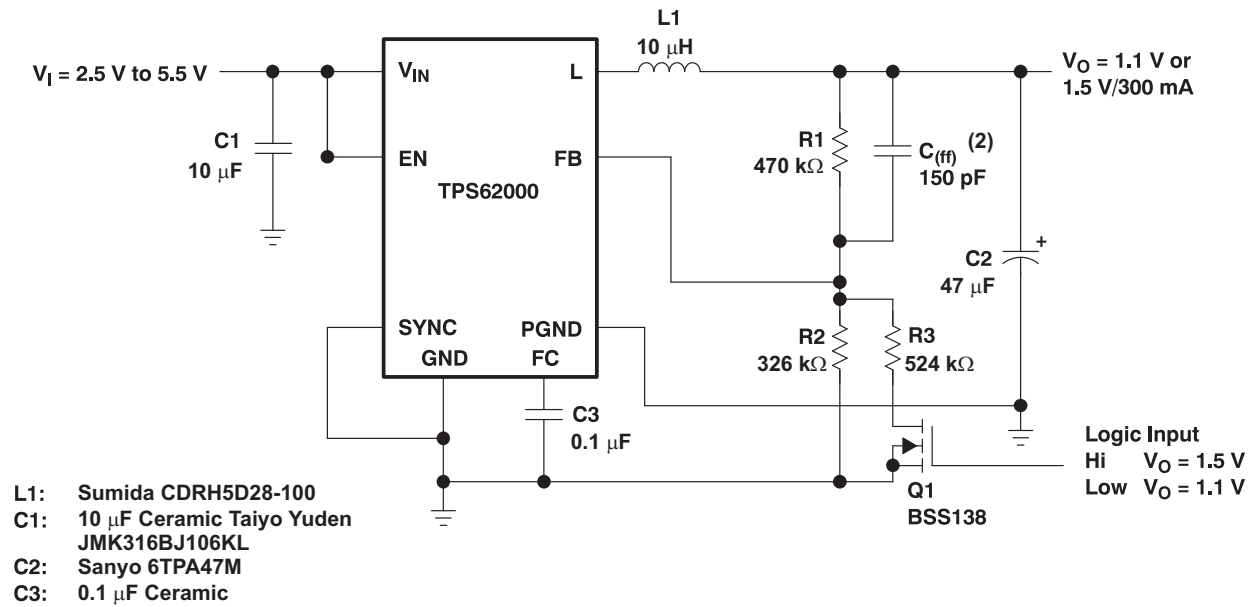 L1
10 μH
V_I = 2.5 V to 5.5 V
V_IN
L
V_O = 1.1 V or
1.5 V/300 mA
C1
10 μF
EN
FB
TPS62000
R1
470 kΩ
C_(ff) (2)
150 pF
C2
47 μF
+
SYNC
PGND
GND
FC
R2
326 kΩ
R3
524 kΩ
C3
0.1 μF
Q1
BSS138
Logic Input
Hi V_O = 1.5 V
Low V_O = 1.1 V
L1: Sumida CDRH5D28-100
C1: 10 μF Ceramic Taiyo Yuden
JMK316BJ106KL
C2: Sanyo 6TPA47M
C3: 0.1 μF Ceramic